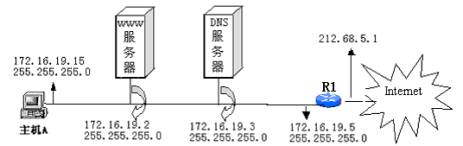 WWW
服
务
器
DNS
服
务
器
212.68.5.1
172.16.19.15
255.255.255.0
R1
Internet
主机A
172.16.19.2
255.255.255.0
172.16.19.3
255.255.255.0
172.16.19.5
255.255.255.0